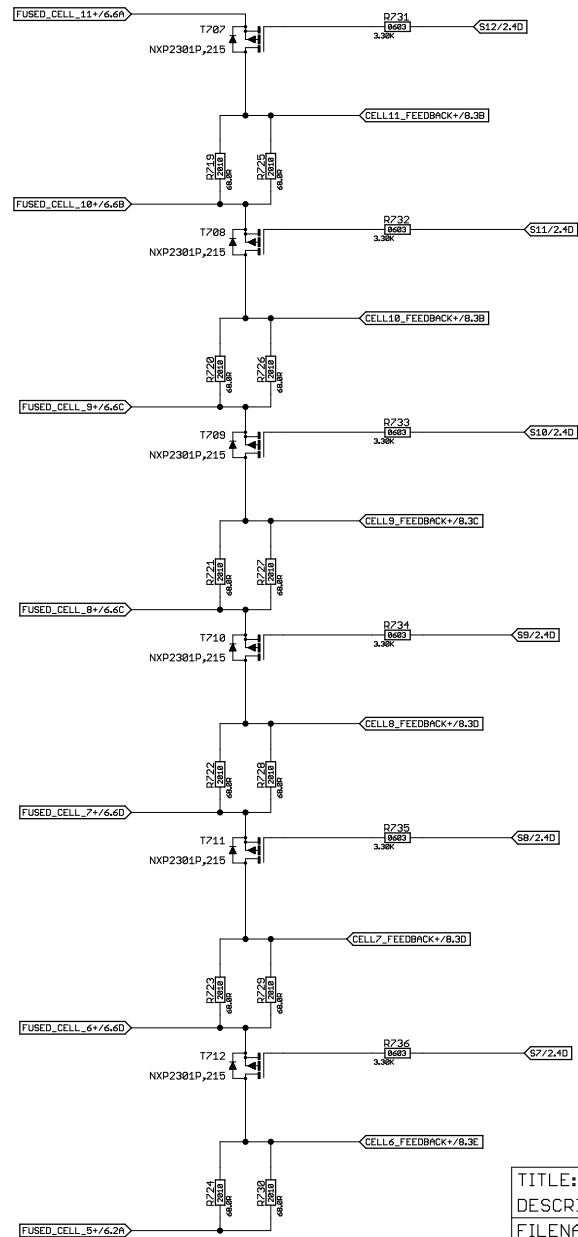 FUSED_CELL_11+/6.6A
T707
NXP2301P,215
R731
0603
3.30K
S12/2.4D
CELL11_FEEDBACK+/8.3B
R719
2010
68.0R
R725
2010
68.0R
FUSED_CELL_10+/6.6B
T708
NXP2301P,215
R732
0603
3.30K
S11/2.4D
CELL10_FEEDBACK+/8.3B
R720
2010
68.0R
R726
2010
68.0R
FUSED_CELL_9+/6.6C
T709
NXP2301P,215
R733
0603
3.30K
S10/2.4D
CELL9_FEEDBACK+/8.3C
R721
2010
68.0R
R727
2010
68.0R
FUSED_CELL_8+/6.6C
T710
NXP2301P,215
R734
0603
3.30K
S9/2.4D
CELL8_FEEDBACK+/8.3D
R722
2010
68.0R
R728
2010
68.0R
FUSED_CELL_7+/6.6D
T711
NXP2301P,215
R735
0603
3.30K
S8/2.4D
CELL7_FEEDBACK+/8.3D
R723
2010
68.0R
R729
2010
68.0R
FUSED_CELL_6+/6.6D
T712
NXP2301P,215
R736
0603
3.30K
S7/2.4D
CELL6_FEEDBACK+/8.3E
R724
2010
68.0R
R730
2010
68.0R
FUSED_CELL_5+/6.2A
TITLE:
DESCRI
FILENA